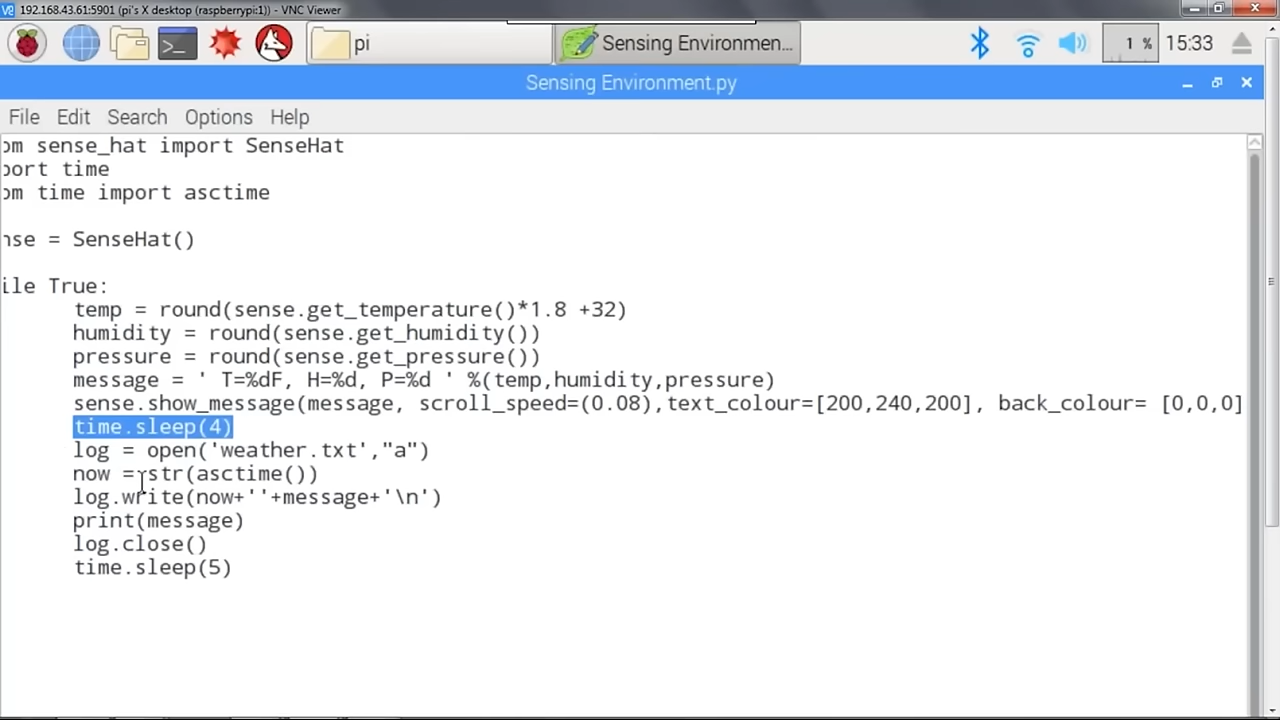 192.168.43.61:5901 (pi's X desktop (raspberrypi:1)) - VNC Viewer
pi
Sensing Environmen...
1 %
15:33
Sensing Environment.py
File Edit Search Options Help
om sense_hat import SenseHat
port time
om time import asctime
nse = SenseHat()
ile True:
temp = round(sense.get_temperature()*1.8 +32)
humidity = round(sense.get_humidity())
pressure = round(sense.get_pressure())
message = ' T=%dF, H=%d, P=%d ' %(temp,humidity,pressure)
sense.show_message(message, scroll_speed=(0.08),text_colour=[200,240,200], back_colour= [0,0,0]
time.sleep(4)
log = open('weather.txt',"a")
now = str(asctime())
log.write(now+''+message+'\n')
print(message)
log.close()
time.sleep(5)